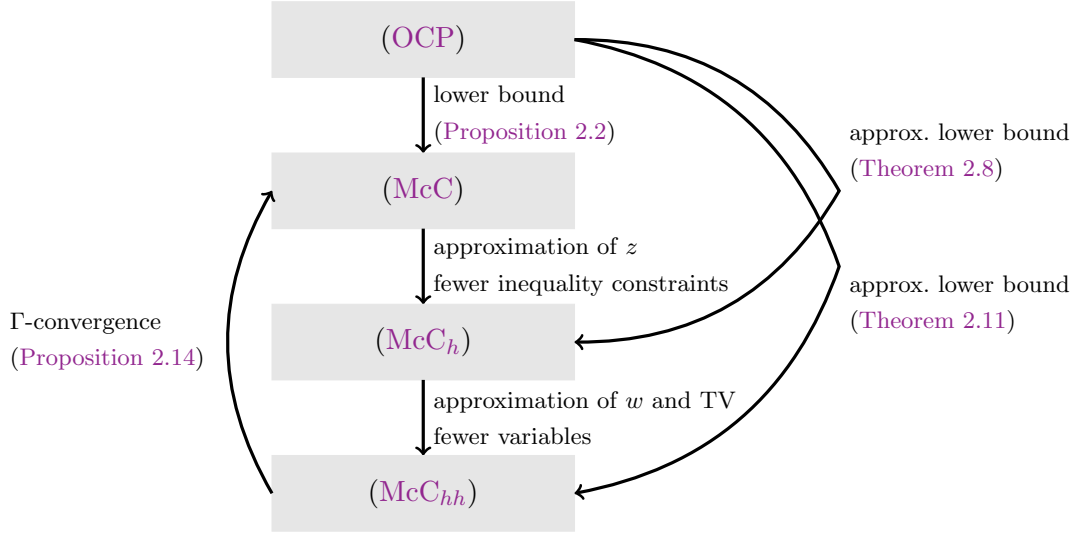 (OCP)
lower bound
(Proposition 2.2)
approx. lower bound
(Theorem 2.8)
(McC)
approximation of z
fewer inequality constraints
approx. lower bound
(Theorem 2.11)
Γ-convergence
(Proposition 2.14)
(McC_h)
approximation of w and TV
fewer variables
(McC_hh)